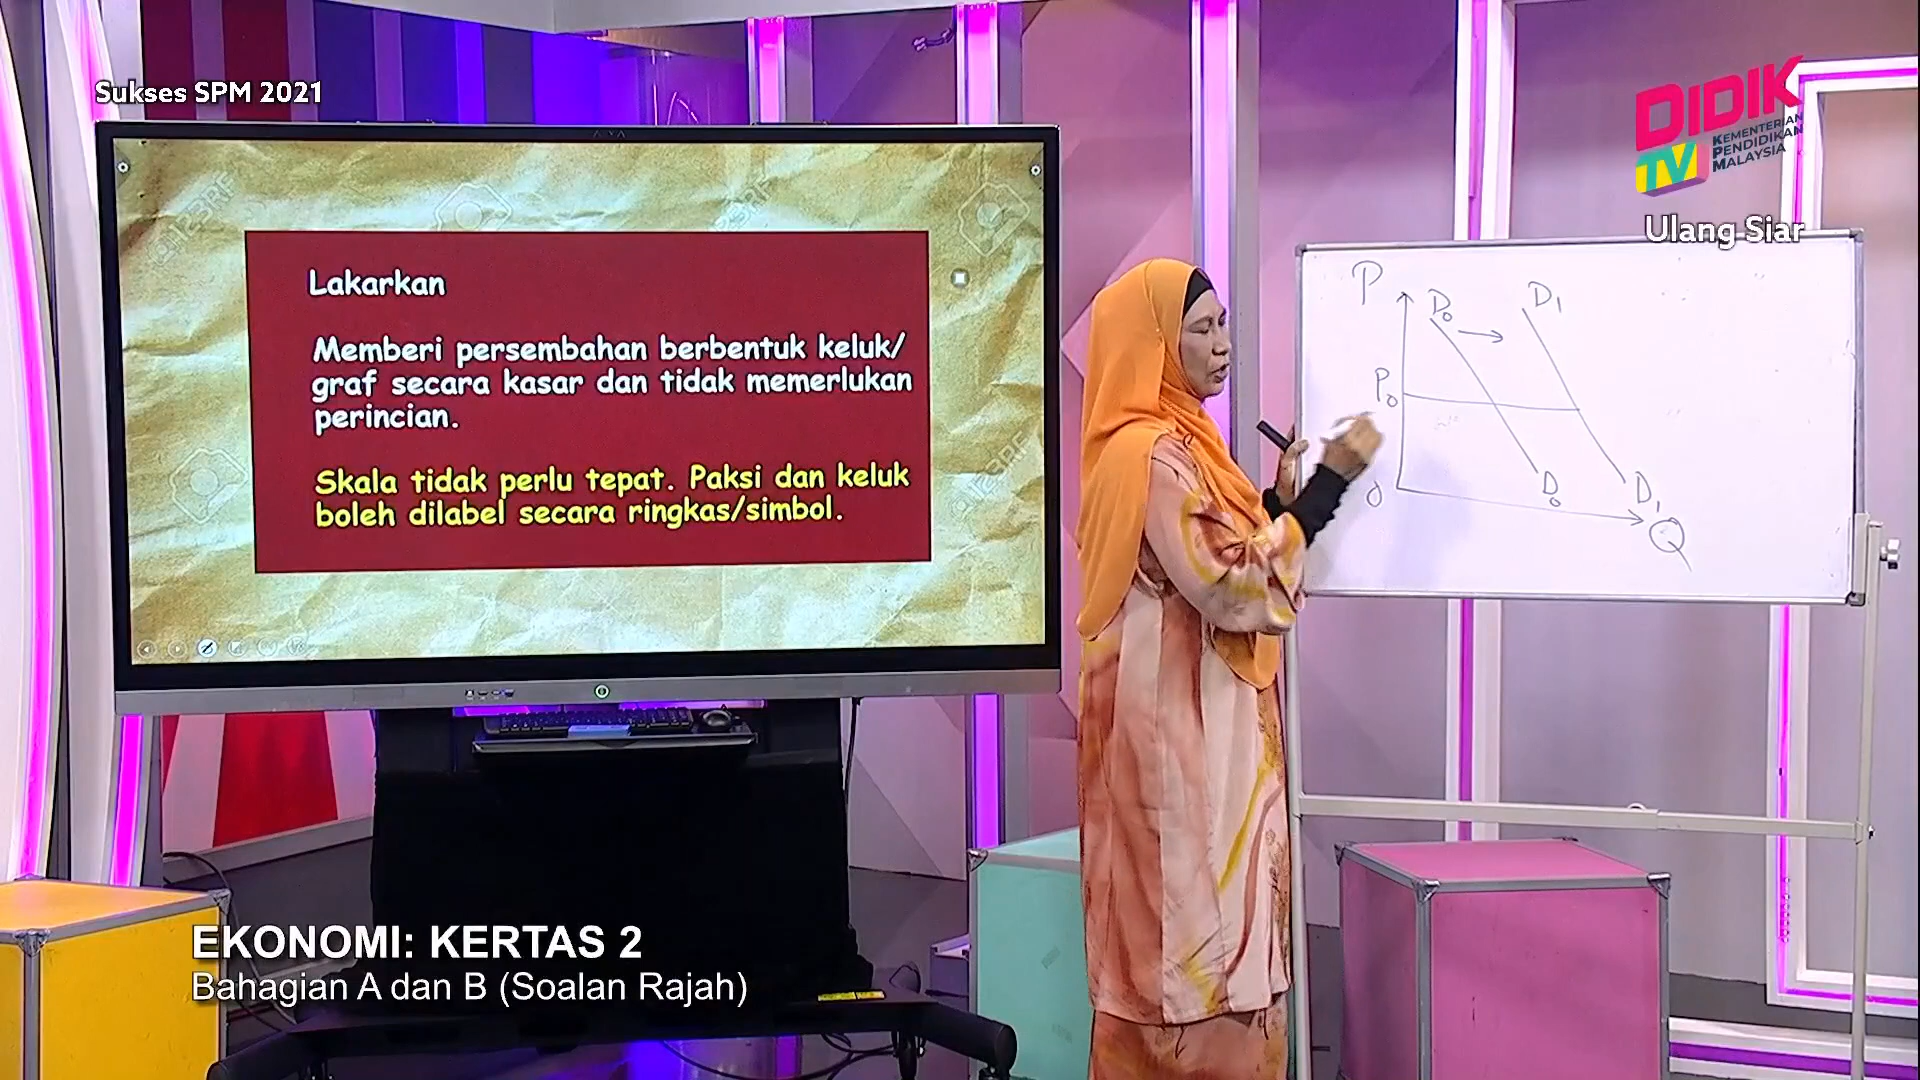 Sukses SPM 2021
DIDIK
TV
KEMENTERIAN
PENDIDIKAN
MALAYSIA
Ulang Siar
Lakarkan
Memberi persembahan berbentuk keluk/
graf secara kasar dan tidak memerlukan
perincian.
Skala tidak perlu tepat. Paksi dan keluk
boleh dilabel secara ringkas/simbol.
P
D₀
D₁
P₀
D₀
D₁
0
Q
EKONOMI: KERTAS 2
Bahagian A dan B (Soalan Rajah)